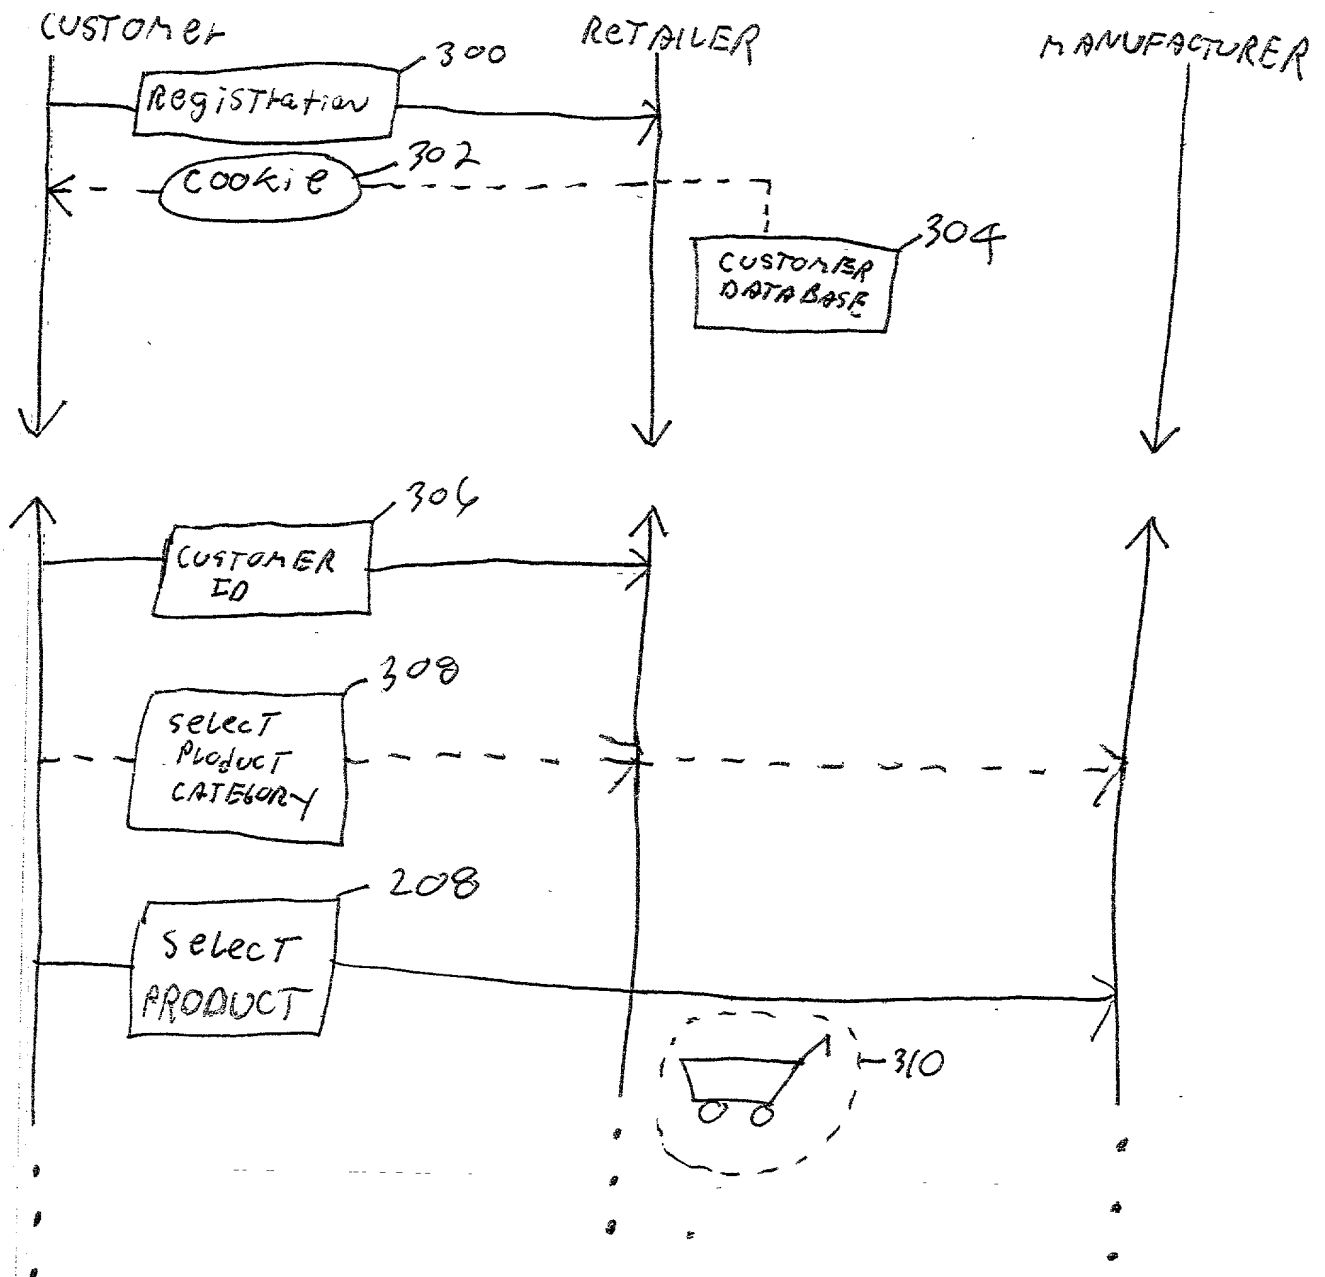 CUSTOMER RETAILER MANUFACTURER
300
Registration
302
cookie
304
CUSTOMER
DATABASE
306
CUSTOMER
ID
308
select
Product
CATEGORY
208
select
PRODUCT
310